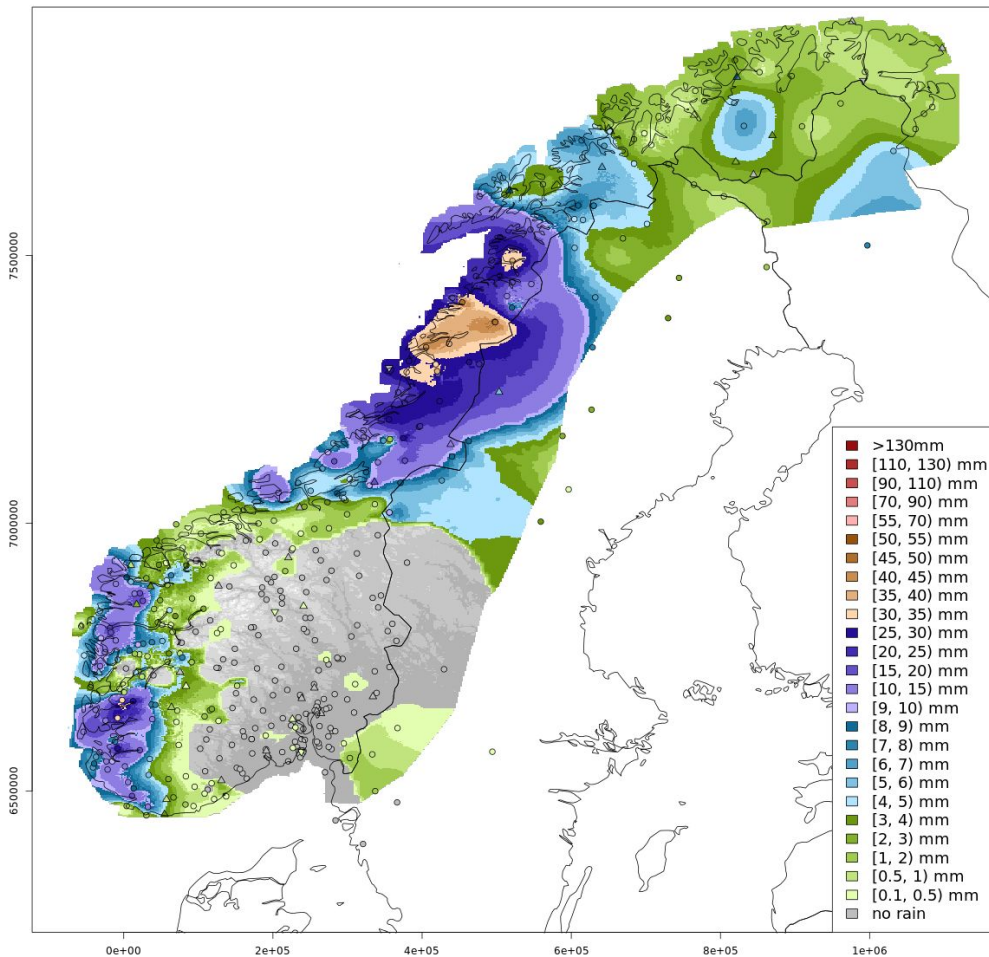 7500000
7000000
6500000
>130mm
[110, 130) mm
[90, 110) mm
[70, 90) mm
[55, 70) mm
[50, 55) mm
[45, 50) mm
[40, 45) mm
[35, 40) mm
[30, 35) mm
[25, 30) mm
[20, 25) mm
[15, 20) mm
[10, 15) mm
[9, 10) mm
[8, 9) mm
[7, 8) mm
[6, 7) mm
[5, 6) mm
[4, 5) mm
[3, 4) mm
[2, 3) mm
[1, 2) mm
[0.5, 1) mm
[0.1, 0.5) mm
no rain
0e+00 2e+05 4e+05 6e+05 8e+05 1e+06